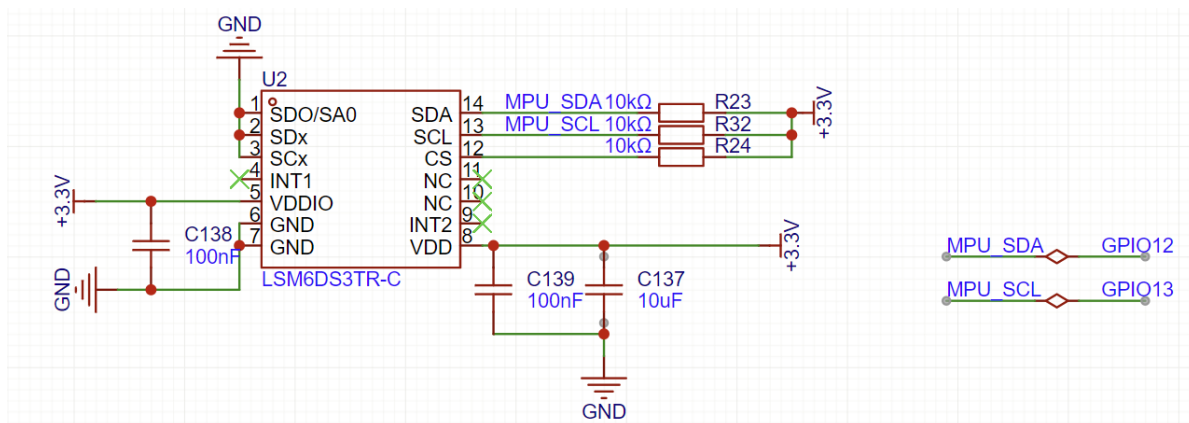 GND
U2
1 SDO/SA0
2 SDx
3 SCx
4 INT1
5 VDDIO
6 GND
7 GND
SDA 14
SCL 13
CS 12
NC 11
NC 10
INT2 9
VDD 8
LSM6DS3TR-C
MPU_SDA 10kΩ R23
MPU_SCL 10kΩ R32
10kΩ R24
+3.3V
+3.3V
C138
100nF
GND
+3.3V
C139
100nF
C137
10uF
GND
MPU_SDA GPIO12
MPU_SCL GPIO13